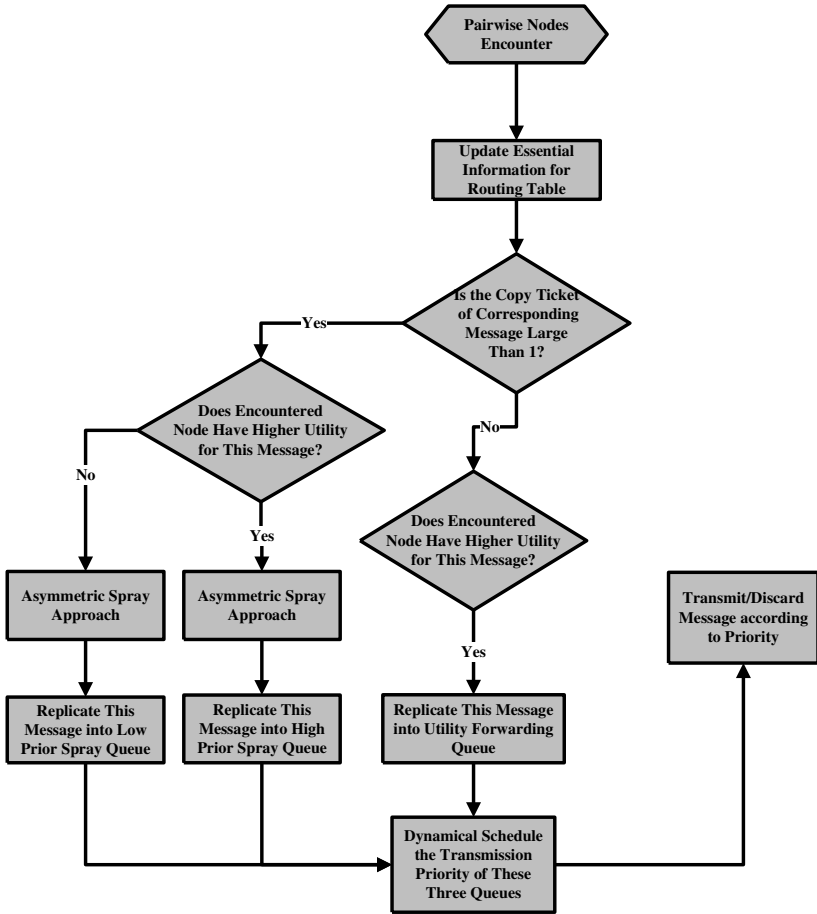 Pairwise Nodes
Encounter
Update Essential
Information for
Routing Table
Is the Copy Ticket
of Corresponding
Message Large
Than 1?
Yes
No
Does Encountered
Node Have Higher Utility
for This Message?
No
Yes
Does Encountered
Node Have Higher Utility
for This Message?
Yes
Asymmetric Spray
Approach
Asymmetric Spray
Approach
Transmit/Discard
Message according
to Priority
Replicate This
Message into Low
Prior Spray Queue
Replicate This
Message into High
Prior Spray Queue
Replicate This Message
into Utility Forwarding
Queue
Dynamical Schedule
the Transmission
Priority of These
Three Queues